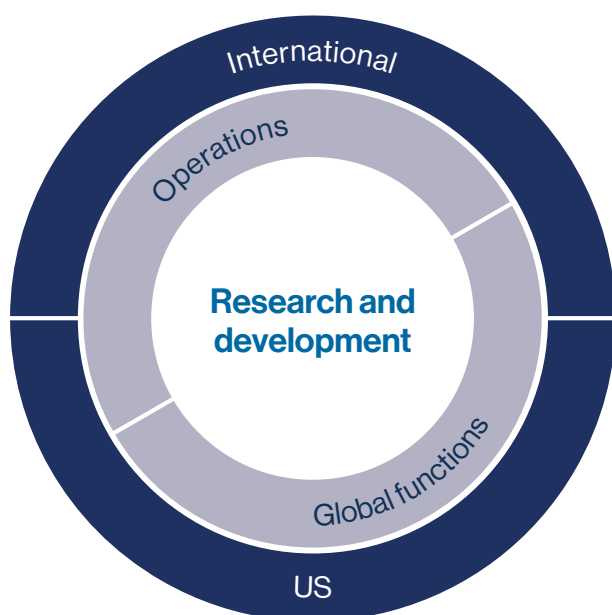 International
Operations
Research and
development
Global functions
US